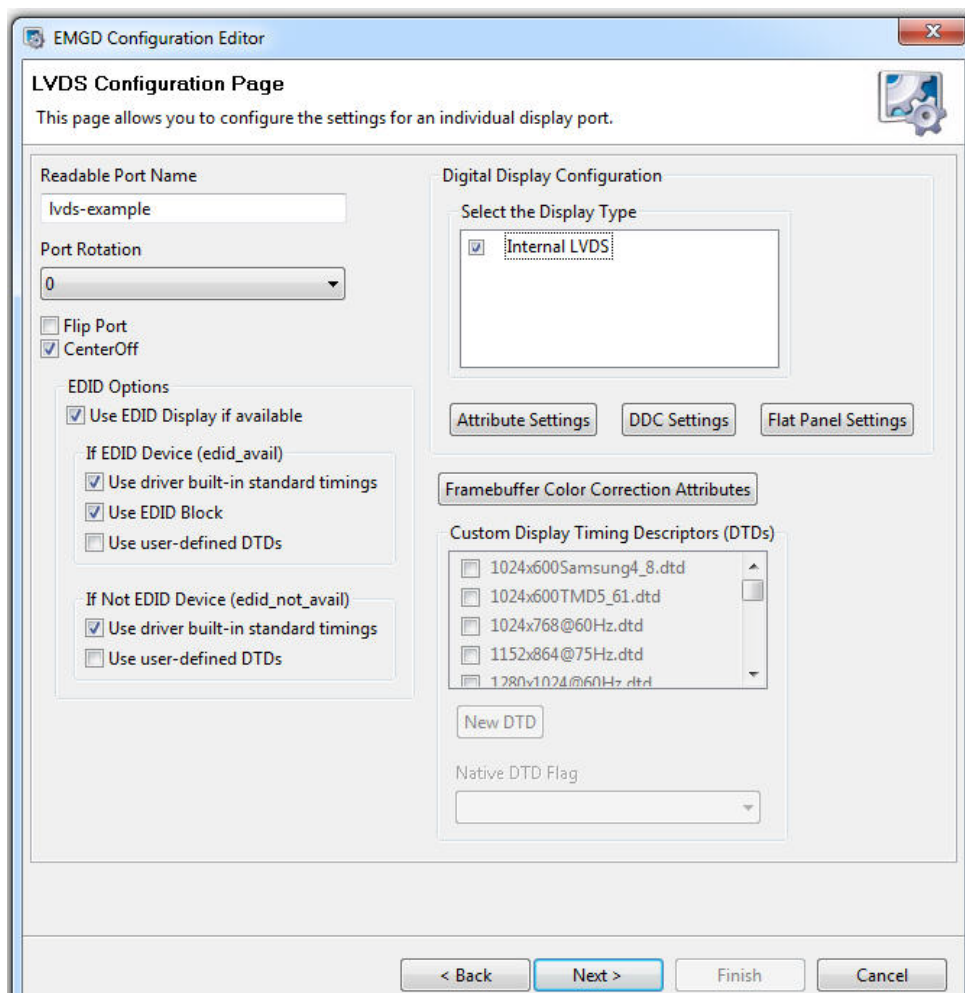 EMGD Configuration Editor
LVDS Configuration Page
This page allows you to configure the settings for an individual display port.
Readable Port Name
lvds-example
Port Rotation
0
Flip Port
CenterOff
EDID Options
Use EDID Display if available
If EDID Device (edid_avail)
Use driver built-in standard timings
Use EDID Block
Use user-defined DTDs
If Not EDID Device (edid_not_avail)
Use driver built-in standard timings
Use user-defined DTDs
Digital Display Configuration
Select the Display Type
Internal LVDS
Attribute Settings
DDC Settings
Flat Panel Settings
Framebuffer Color Correction Attributes
Custom Display Timing Descriptors (DTDs)
1024x600Samsung4_8.dtd
1024x600TMD5_61.dtd
1024x768@60Hz.dtd
1152x864@75Hz.dtd
1280x1024@60Hz.dtd
New DTD
Native DTD Flag
< Back
Next >
Finish
Cancel